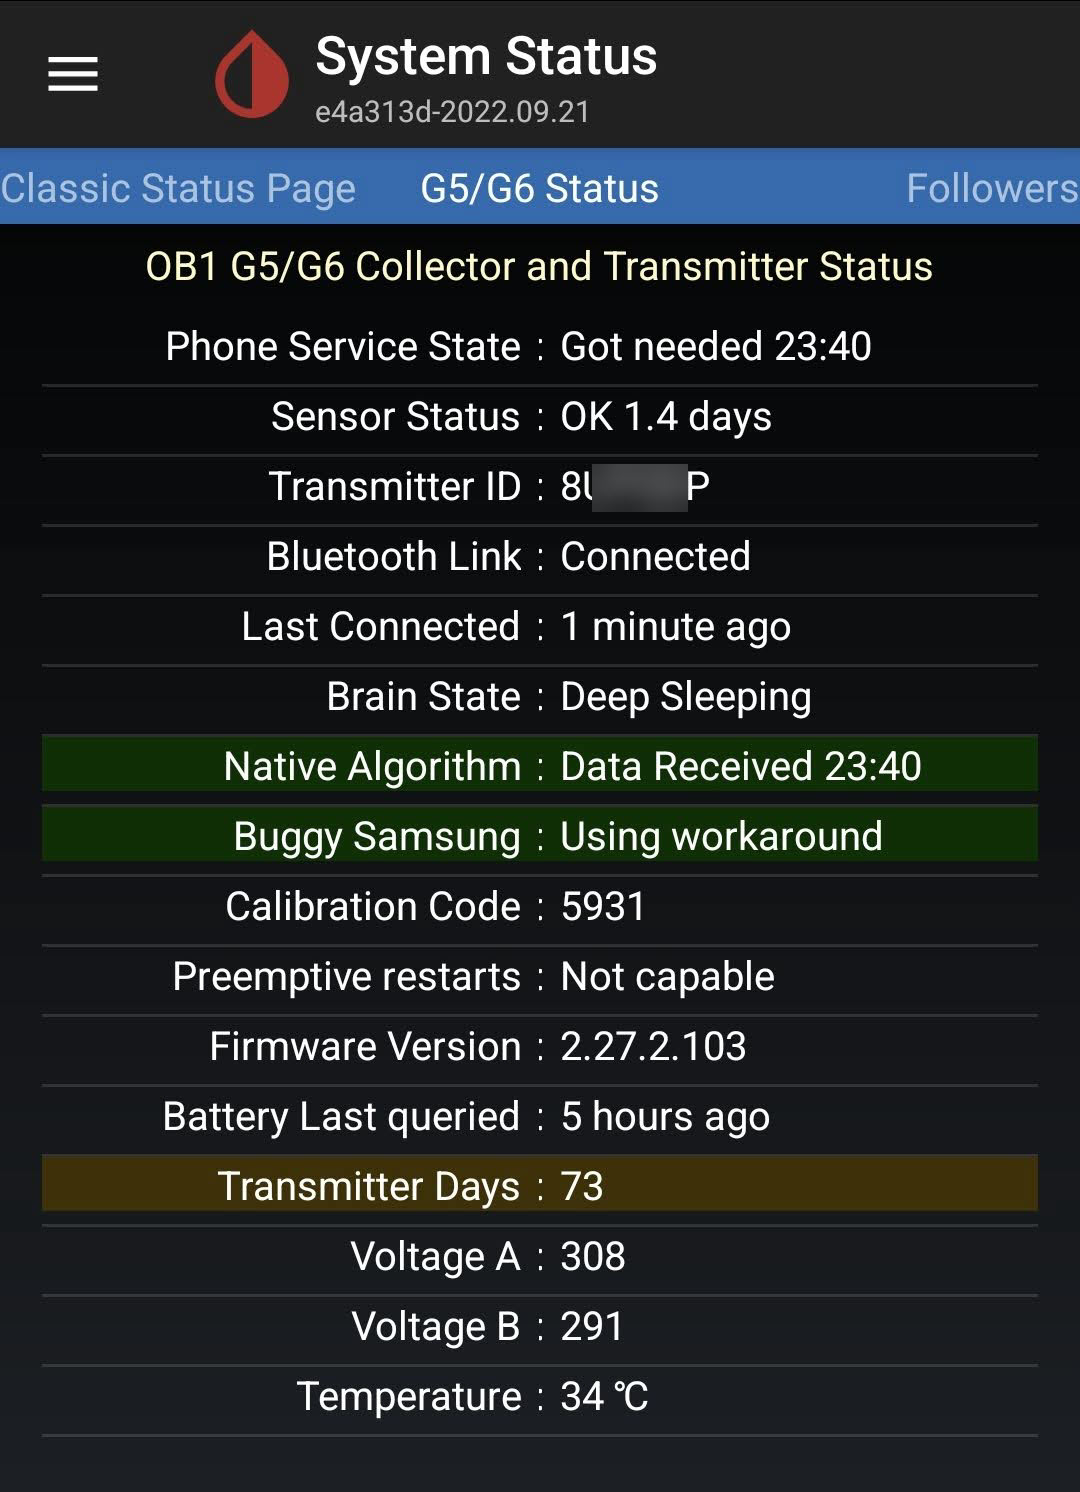 System Status
e4a313d-2022.09.21
Classic Status Page G5/G6 Status Followers
OB1 G5/G6 Collector and Transmitter Status
Phone Service State : Got needed 23:40
Sensor Status : OK 1.4 days
Transmitter ID :
Bluetooth Link : Connected
Last Connected : 1 minute ago
Brain State : Deep Sleeping
Native Algorithm : Data Received 23:40
Buggy Samsung : Using workaround
Calibration Code : 5931
Preemptive restarts : Not capable
Firmware Version : 2.27.2.103
Battery Last queried : 5 hours ago
Transmitter Days : 73
Voltage A : 308
Voltage B : 291
Temperature : 34 °C